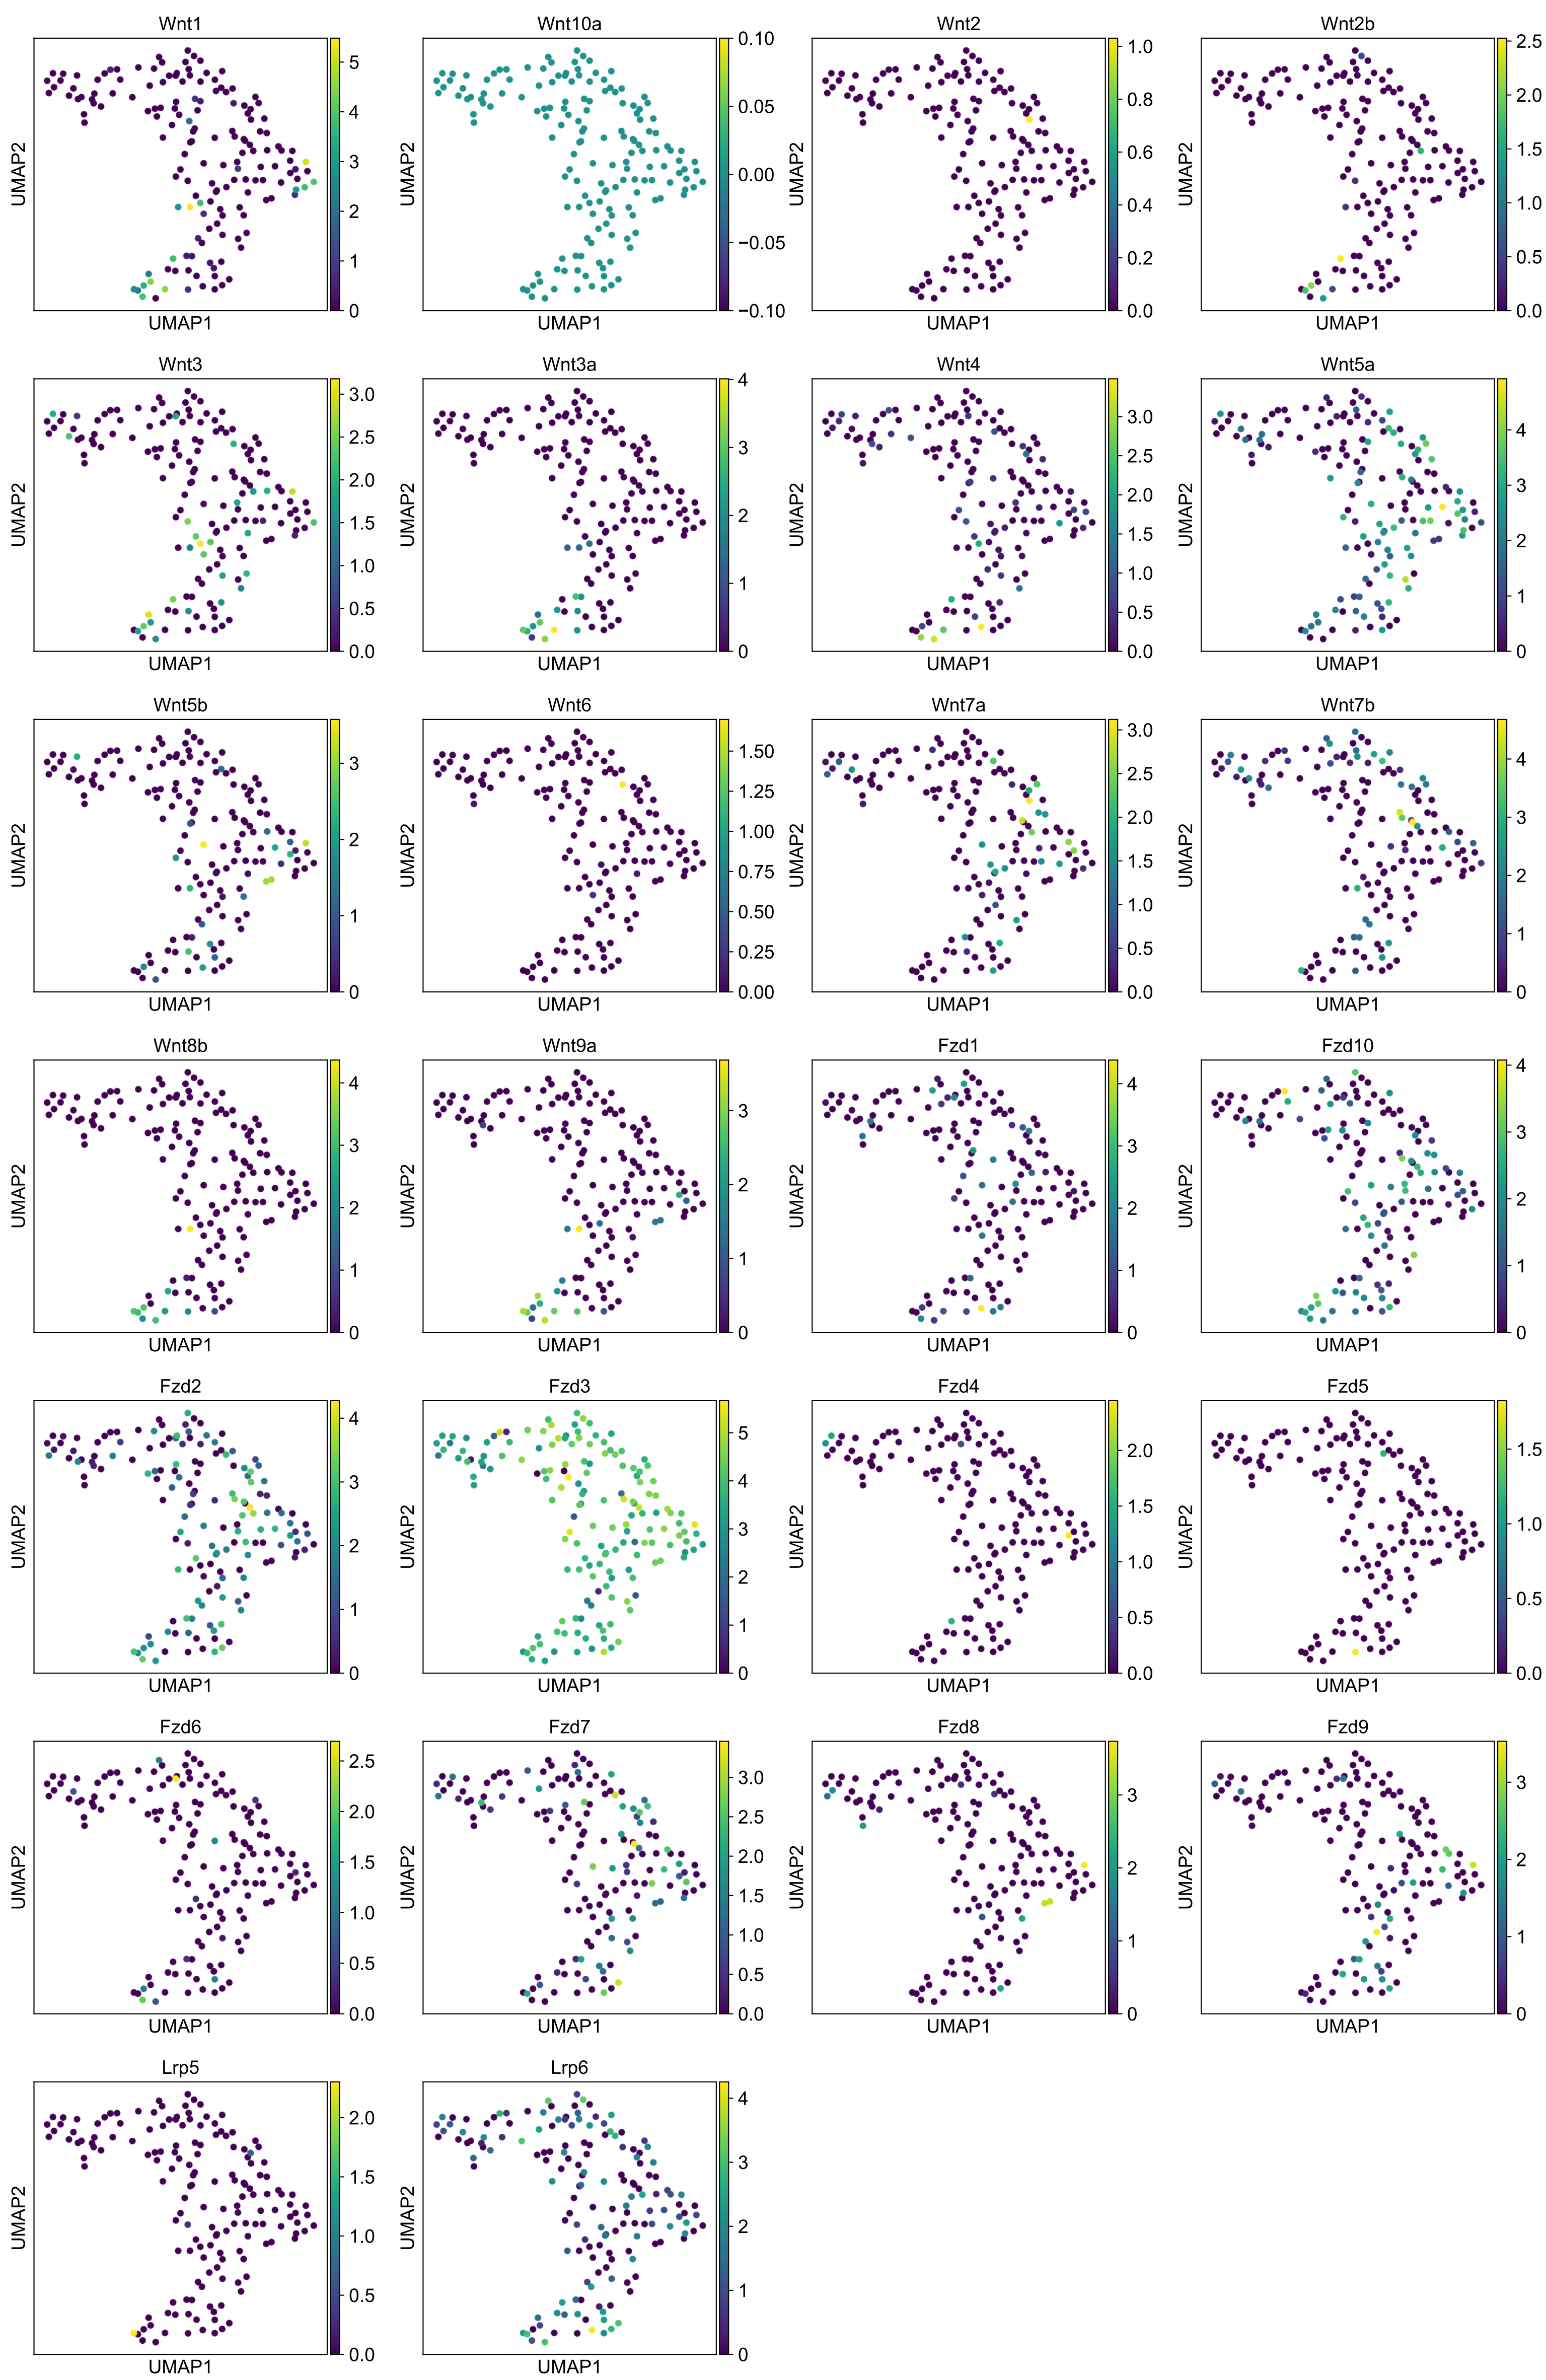 Wnt1 Wnt10a Wnt2 Wnt2b
UMAP2 5 4 3 2 1 0 UMAP2 0.10 0.05 0.00 −0.05 −0.10 UMAP2 1.0 0.8 0.6 0.4 0.2 0.0 UMAP2 2.5 2.0 1.5 1.0 0.5 0.0
UMAP1 UMAP1 UMAP1 UMAP1
Wnt3 Wnt3a Wnt4 Wnt5a
UMAP2 3.0 2.5 2.0 1.5 1.0 0.5 0.0 UMAP2 4 3 2 1 0 UMAP2 3.0 2.5 2.0 1.5 1.0 0.5 0.0 UMAP2 4 3 2 1 0
UMAP1 UMAP1 UMAP1 UMAP1
Wnt5b Wnt6 Wnt7a Wnt7b
UMAP2 3 2 1 0 UMAP2 1.50 1.25 1.00 0.75 0.50 0.25 0.00 UMAP2 3.0 2.5 2.0 1.5 1.0 0.5 0.0 UMAP2 4 3 2 1 0
UMAP1 UMAP1 UMAP1 UMAP1
Wnt8b Wnt9a Fzd1 Fzd10
UMAP2 4 3 2 1 0 UMAP2 3 2 1 0 UMAP2 4 3 2 1 0 UMAP2 4 3 2 1 0
UMAP1 UMAP1 UMAP1 UMAP1
Fzd2 Fzd3 Fzd4 Fzd5
UMAP2 4 3 2 1 0 UMAP2 5 4 3 2 1 0 UMAP2 2.0 1.5 1.0 0.5 0.0 UMAP2 1.5 1.0 0.5 0.0
UMAP1 UMAP1 UMAP1 UMAP1
Fzd6 Fzd7 Fzd8 Fzd9
UMAP2 2.5 2.0 1.5 1.0 0.5 0.0 UMAP2 3.0 2.5 2.0 1.5 1.0 0.5 0.0 UMAP2 3 2 1 0 UMAP2 3 2 1 0
UMAP1 UMAP1 UMAP1 UMAP1
Lrp5 Lrp6
UMAP2 2.0 1.5 1.0 0.5 0.0 UMAP2 4 3 2 1 0
UMAP1 UMAP1